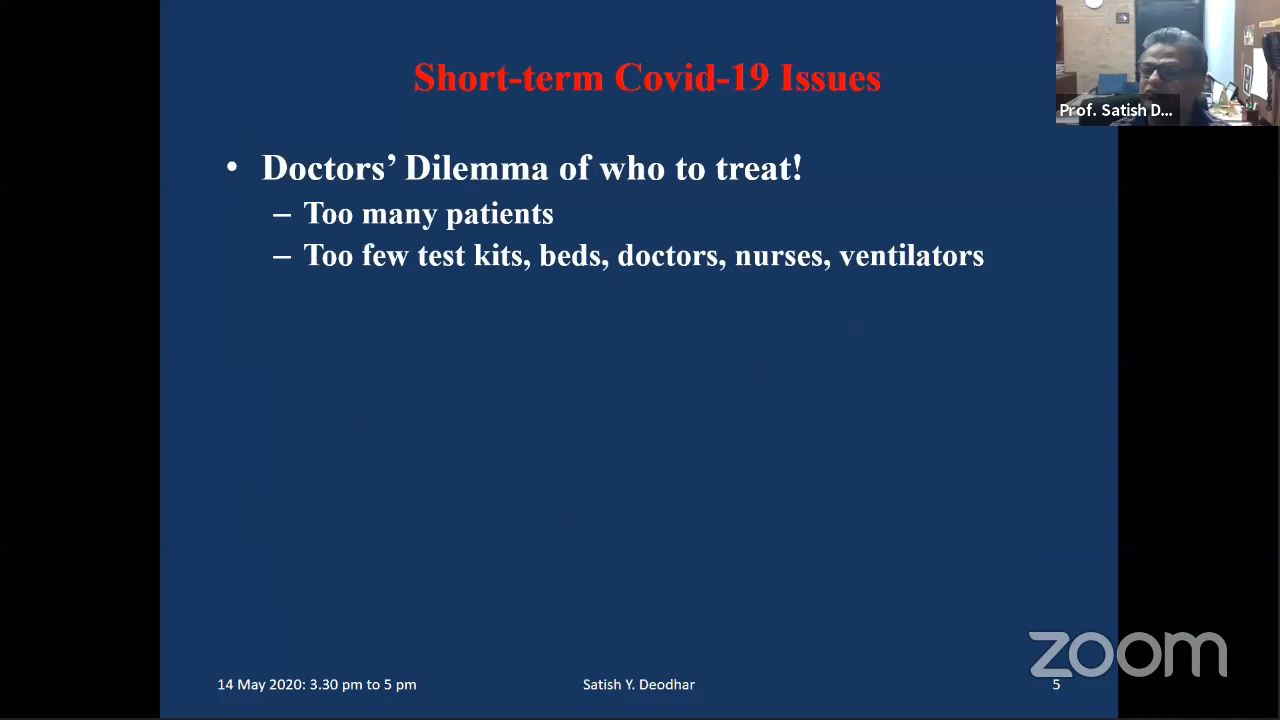 Short-term Covid-19 Issues
Prof. Satish D...
• Doctors’ Dilemma of who to treat!
– Too many patients
– Too few test kits, beds, doctors, nurses, ventilators
zoom
14 May 2020: 3.30 pm to 5 pm
Satish Y. Deodhar
5